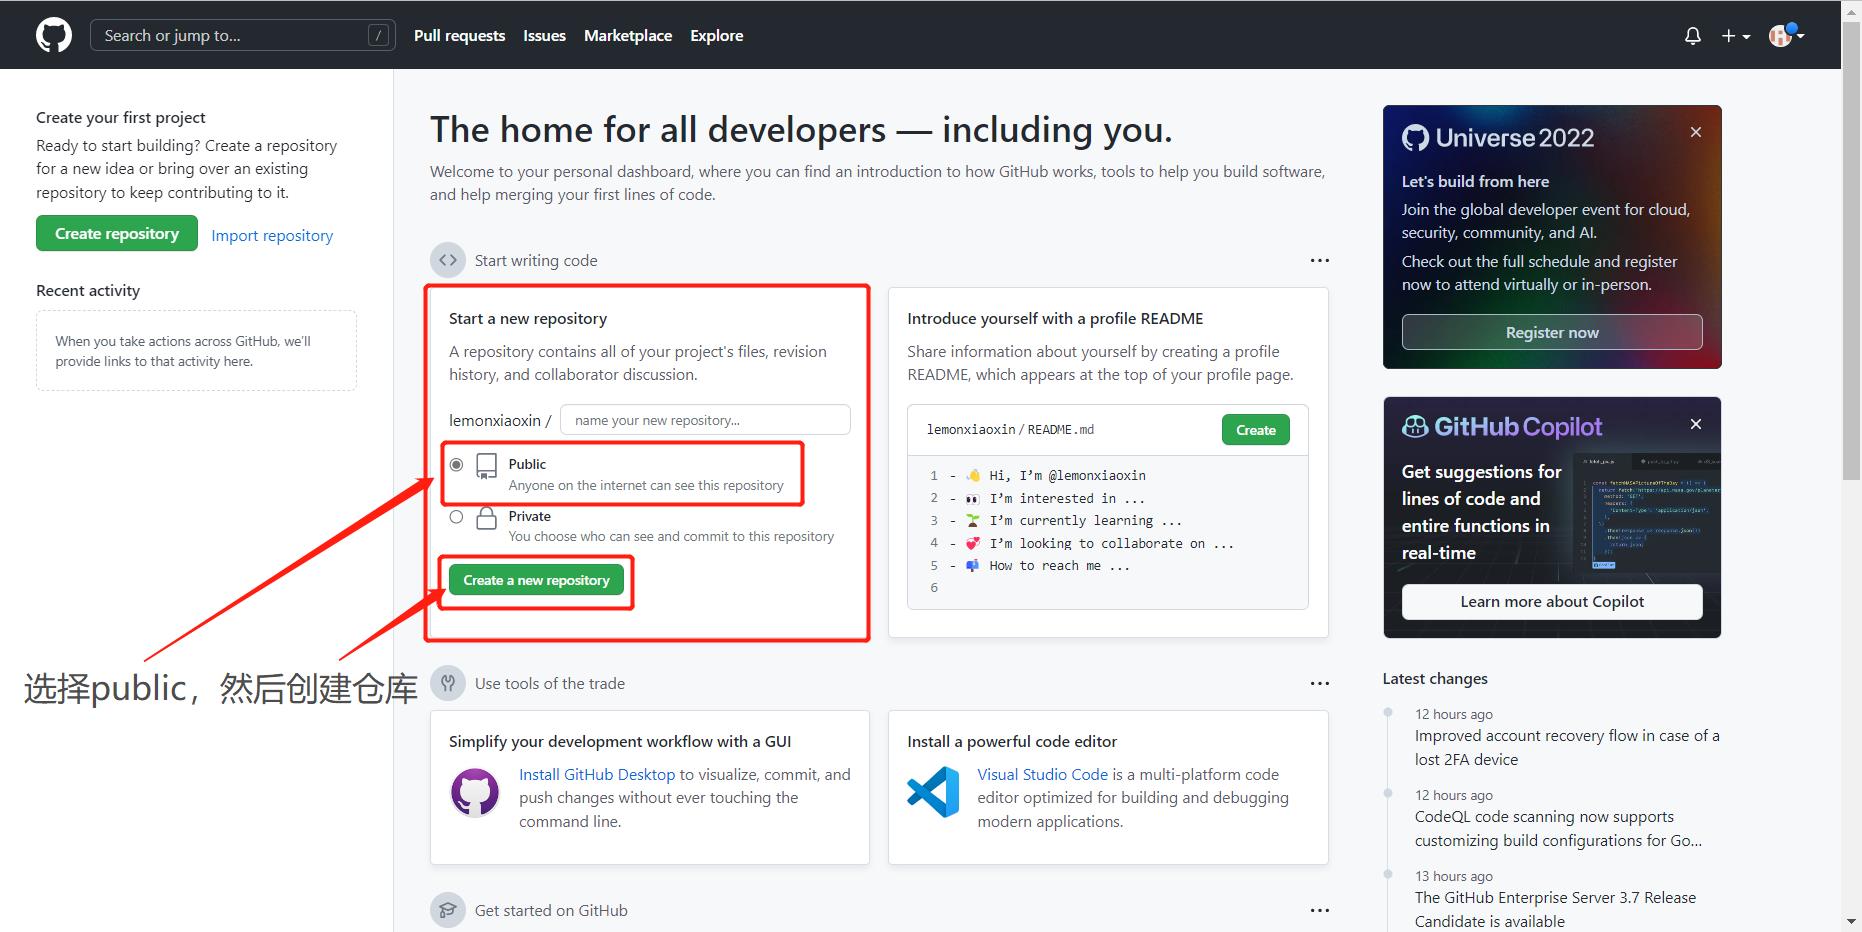 Search or jump to...
/
Pull requests
Issues
Marketplace
Explore
Create your first project
Ready to start building? Create a repository
for a new idea or bring over an existing
repository to keep contributing to it.
Create repository
Import repository
Recent activity
When you take actions across GitHub, we'll
provide links to that activity here.
The home for all developers — including you.
Welcome to your personal dashboard, where you can find an introduction to how GitHub works, tools to help you build software,
and help merging your first lines of code.
Start writing code
Start a new repository
A repository contains all of your project's files, revision
history, and collaborator discussion.
lemonxiaoxin /
name your new repository...
Public
Anyone on the internet can see this repository
Private
You choose who can see and commit to this repository
Create a new repository
选择public，然后创建仓库
Introduce yourself with a profile README
Share information about yourself by creating a profile
README, which appears at the top of your profile page.
lemonxiaoxin / README.md
Create
1 - 👋 Hi, I'm @lemonxiaoxin
2 - 👀 I'm interested in ...
3 - 🌱 I'm currently learning ...
4 - 💞️ I'm looking to collaborate on ...
5 - 📫 How to reach me ...
6
Use tools of the trade
Simplify your development workflow with a GUI
Install GitHub Desktop to visualize, commit, and
push changes without ever touching the
command line.
Install a powerful code editor
Visual Studio Code is a multi-platform code
editor optimized for building and debugging
modern applications.
Get started on GitHub
Universe 2022
Let's build from here
Join the global developer event for cloud,
security, community, and AI.
Check out the full schedule and register
now to attend virtually or in-person.
Register now
GitHub Copilot
Get suggestions for
lines of code and
entire functions in
real-time
Learn more about Copilot
Latest changes
12 hours ago
Improved account recovery flow in case of a
lost 2FA device
12 hours ago
CodeQL code scanning now supports
customizing build configurations for Go...
13 hours ago
The GitHub Enterprise Server 3.7 Release
Candidate is available